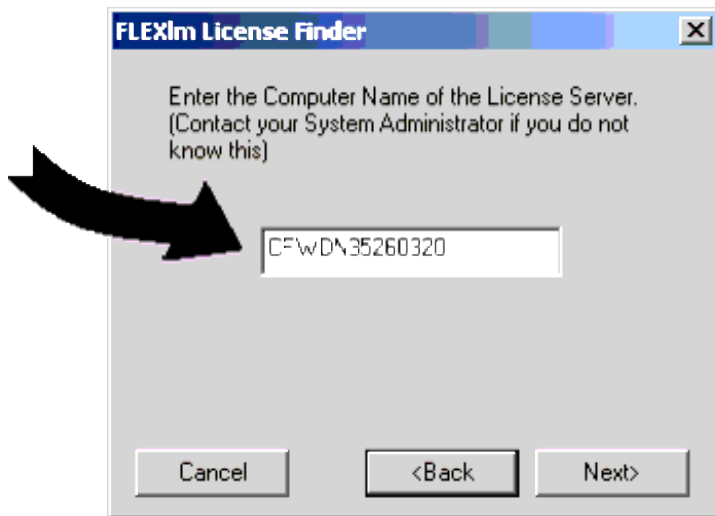 FLEXlm License Finder
Enter the Computer Name of the License Server.
(Contact your System Administrator if you do not
know this)
Cancel
<Back
Next>